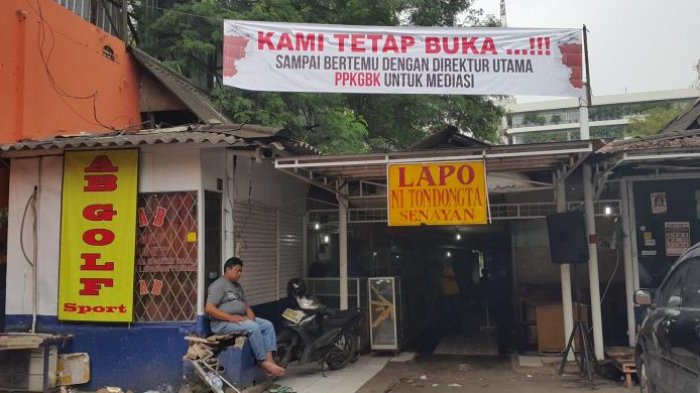 KAMI TETAP BUKA ...!!!
SAMPAI BERTEMU DENGAN DIREKTUR UTAMA
PPKGBK UNTUK MEDIASI
LAPO
NI TONDONGTA
SENAYAN
AB GOLF
Sport